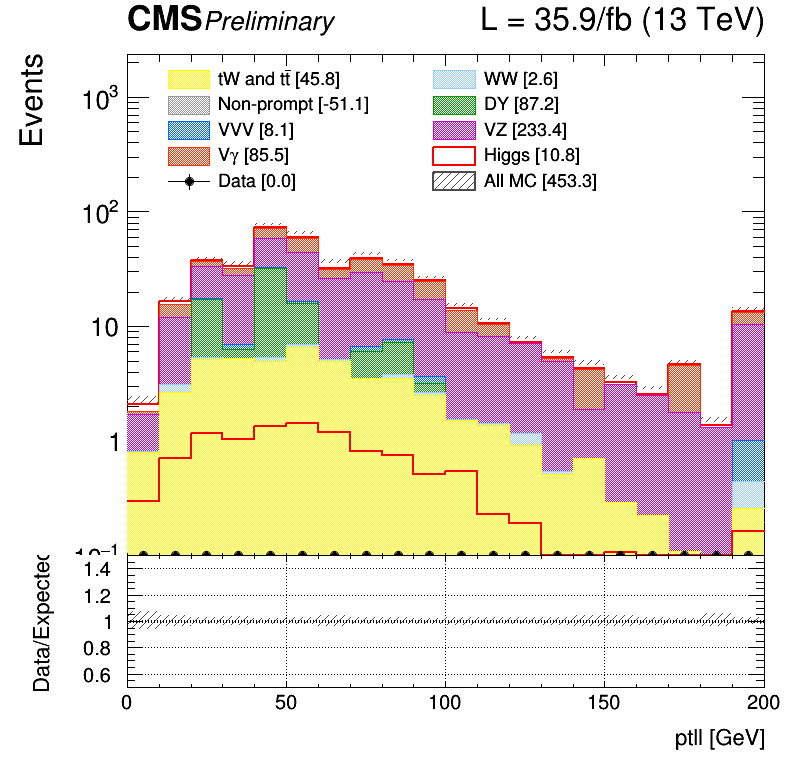 CMS Preliminary L = 35.9/fb (13 TeV)
Events
tW and tt̄ [45.8] WW [2.6]
Non-prompt [-51.1] DY [87.2]
VVV [8.1] VZ [233.4]
Vγ [85.5] Higgs [10.8]
Data [0.0] All MC [453.3]
10³
10²
10
1
10⁻¹
Data/Expected
1.4
1.2
1
0.8
0.6
0 50 100 150 200
ptll [GeV]